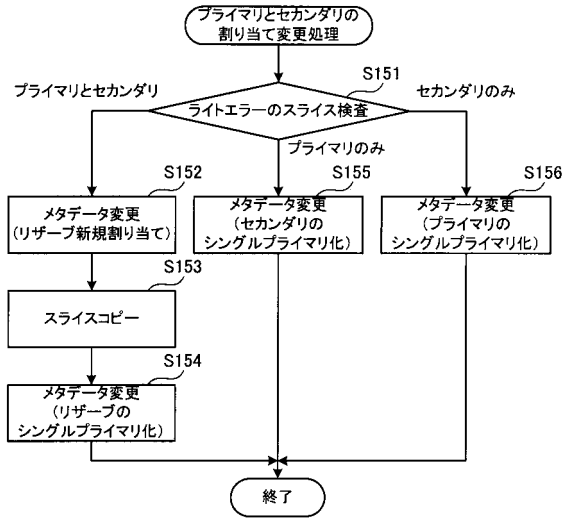 プライマリとセカンダリの
割り当て変更処理
S151
プライマリとセカンダリ
ライトエラーのスライス検査
セカンダリのみ
プライマリのみ
S152
メタデータ変更
(リザーブ新規割り当て)
S155
メタデータ変更
(セカンダリの
シングルプライマリ化)
S156
メタデータ変更
(プライマリの
シングルプライマリ化)
S153
スライスコピー
S154
メタデータ変更
(リザーブの
シングルプライマリ化)
終了